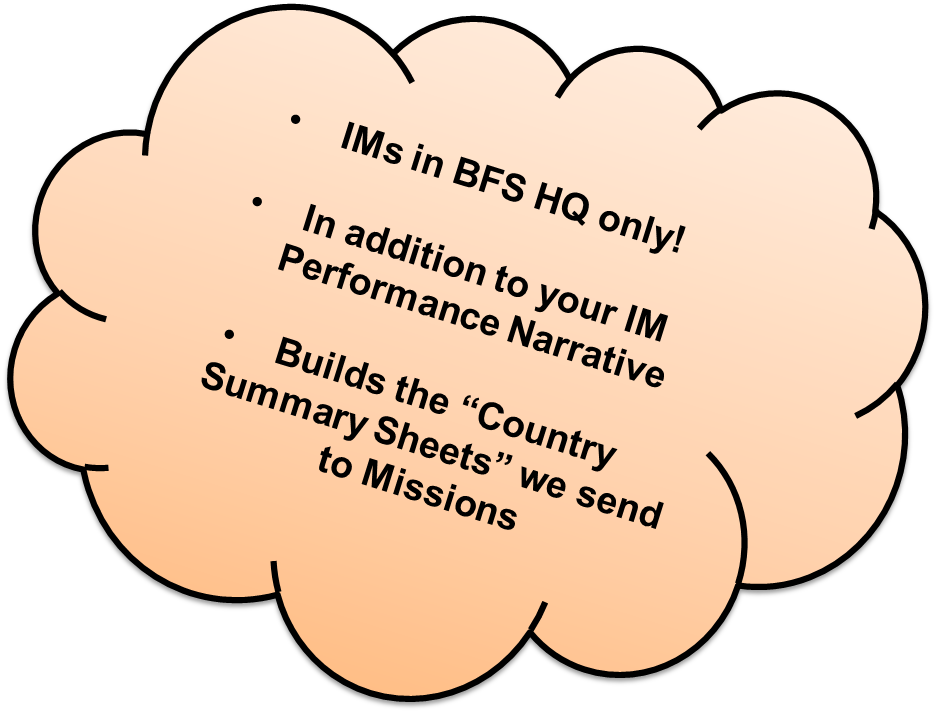 • IMs in BFS HQ only!
• In addition to your IM
Performance Narrative
• Builds the “Country
Summary Sheets” we send
to Missions